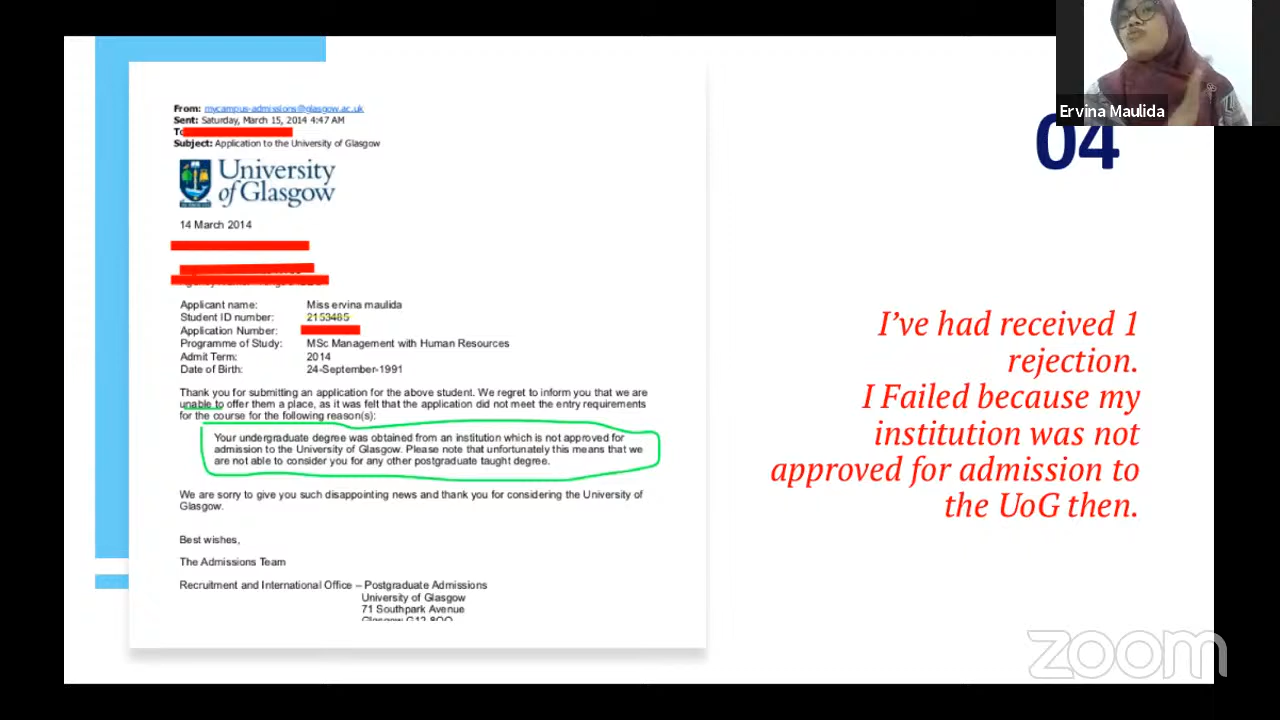 From: mycampus-admissions@glasgow.ac.uk
Sent: Saturday, March 15, 2014 4:47 AM
Subject: Application to the University of Glasgow
University
of Glasgow
14 March 2014
Applicant name: Miss ervina maulida
Student ID number: 2153485
Application Number:
Programme of Study: MSc Management with Human Resources
Admit Term: 2014
Date of Birth: 24-September-1991
Thank you for submitting an application for the above student. We regret to inform you that we are
unable to offer them a place, as it was felt that the application did not meet the entry requirements
for the course for the following reason(s):
Your undergraduate degree was obtained from an institution which is not approved for
admission to the University of Glasgow. Please note that unfortunately this means that we
are not able to consider you for any other postgraduate taught degree.
We are sorry to give you such disappointing news and thank you for considering the University of
Glasgow.
Best wishes,
The Admissions Team
Recruitment and International Office – Postgraduate Admissions
University of Glasgow
71 Southpark Avenue
Ervina Maulida
04
I've had received 1
rejection.
I Failed because my
institution was not
approved for admission to
the UoG then.
zoom